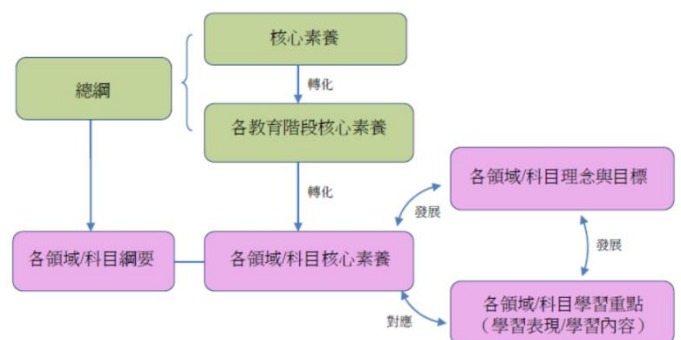 核心素養
轉化
總綱
各教育階段核心素養
轉化
各領域/科目理念與目標
發展
發展
各領域/科目綱要
各領域/科目核心素養
各領域/科目學習重點
（學習表現/學習內容）
對應